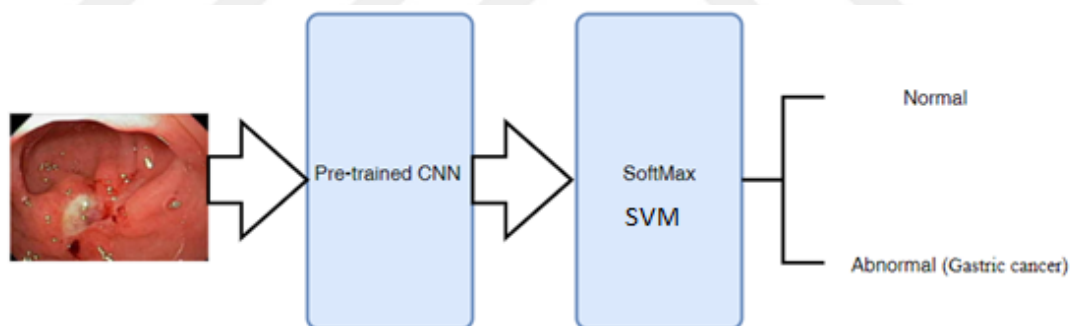 Pre-trained CNN
SoftMax
SVM
Normal
Abnormal (Gastric cancer)